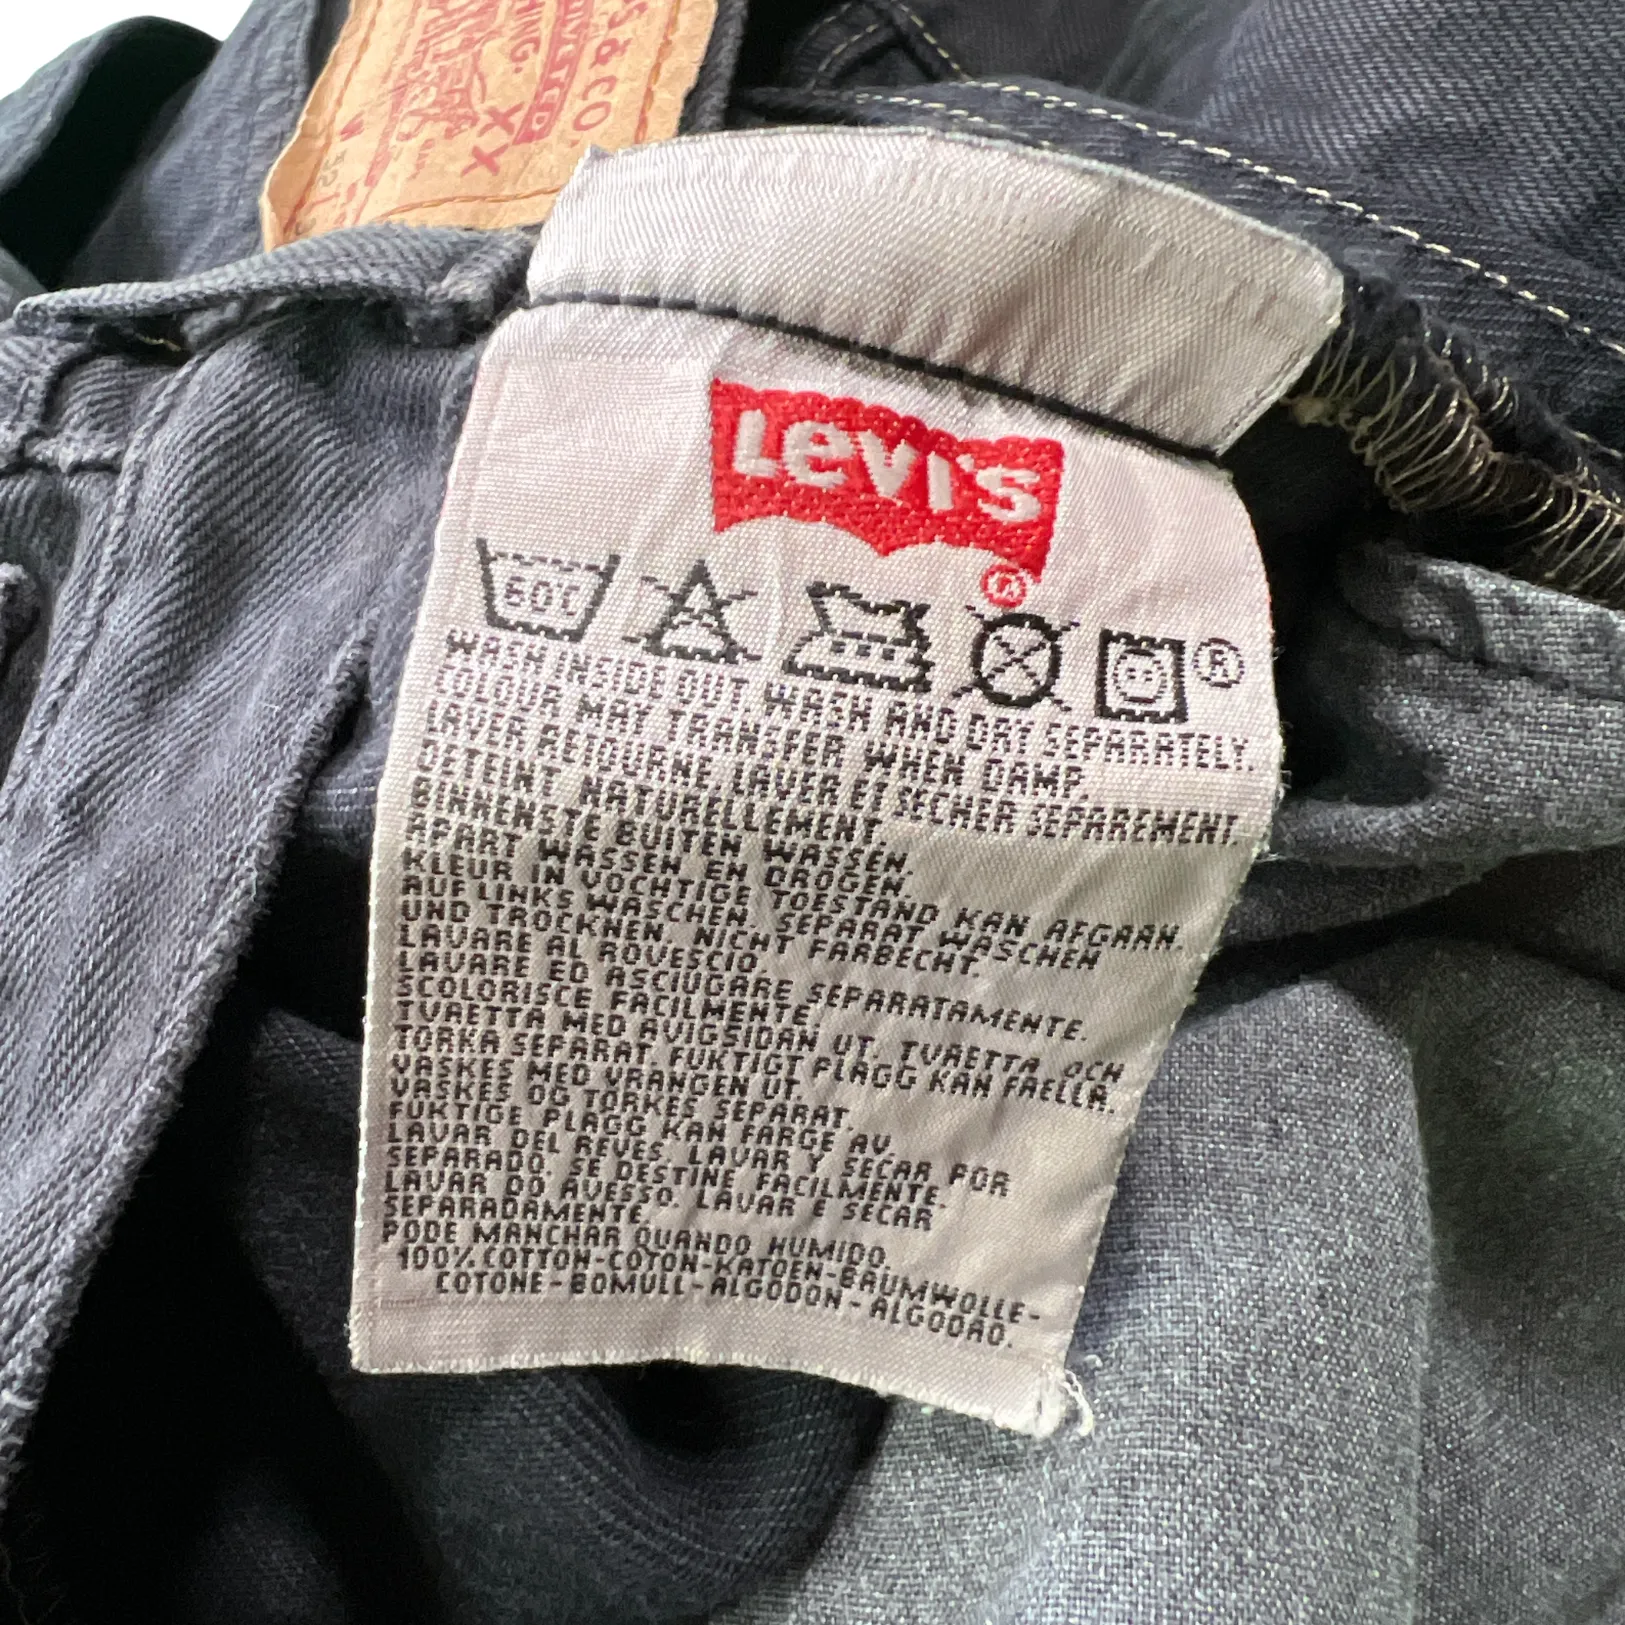 S & CO
XX
LEVI'S
®
60C
®
WASH INSIDE OUT. WASH AND DRY SEPARATELY.
COLOUR MAY TRANSFER WHEN DAMP.
LAVER RETOURNE LAVER ET SECHER SEPAREMENT.
DETEINT NATURELLEMENT.
BINNENSTE BUITEN WASSEN.
APART WASSEN EN DROGEN.
KLEUR IN VOCHTIGE TOESTAND KAN AFGAAN.
AUF LINKS WASCHEN. SEPARAT WASCHEN
UND TROCKNEN. NICHT FARBECHT.
LAVARE AL ROVESCIO.
LAVARE ED ASCIUGARE SEPARATAMENTE.
SCOLORISCE FACILMENTE.
TVAETTA MED AVIGSIDAN UT. TVAETTA OCH
TORKA SEPARAT. FUKTIGT PLAGG KAN FAELLA.
VASKES MED VRANGEN UT.
VASKES OG TORKES SEPARAT.
FUKTIGE PLAGG KAN FARGE AV.
LAVAR DEL REVES. LAVAR Y SECAR POR
SEPARADO. SE DESTINE FACILMENTE.
LAVAR DO AVESSO. LAVAR E SECAR
SEPARADAMENTE.
PODE MANCHAR QUANDO HUMIDO.
100% COTTON-COTON-KATOEN-BAUMWOLLE-
COTONE-BOMULL-ALGODON-ALGODAO.